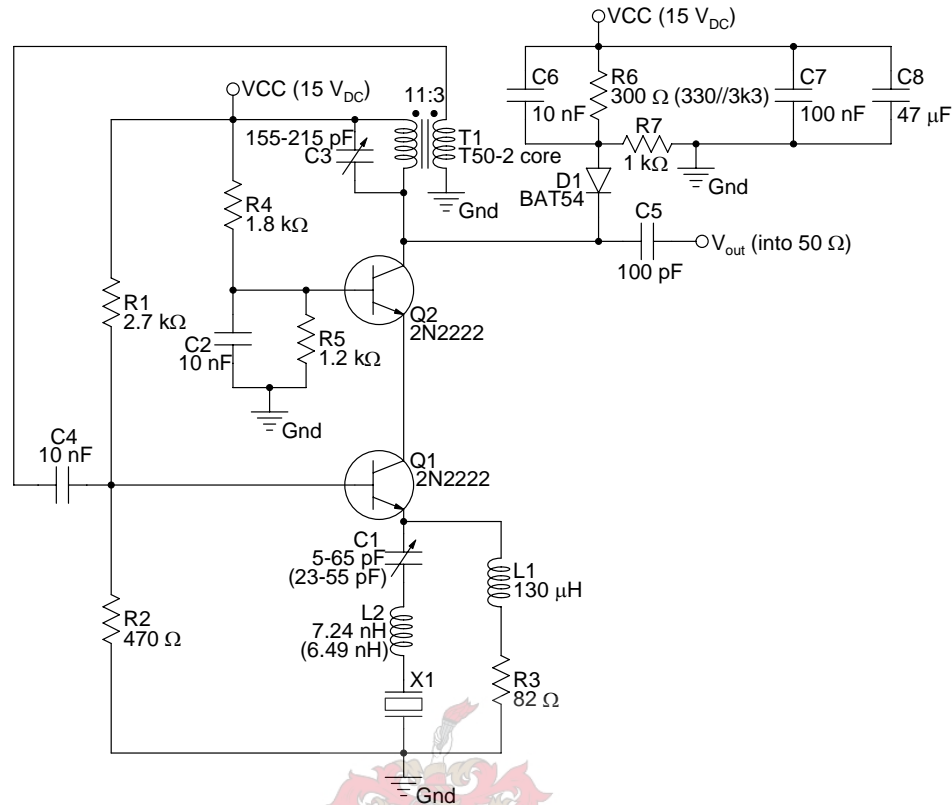 VCC (15 V_DC)
C6
10 nF
R6
300 Ω (330//3k3)
C7
100 nF
C8
47 μF
R7
1 kΩ
Gnd
D1
BAT54
C5
100 pF
V_out (into 50 Ω)
VCC (15 V_DC)
11:3
155-215 pF
C3
T1
T50-2 core
Gnd
R4
1.8 kΩ
R1
2.7 kΩ
C2
10 nF
R5
1.2 kΩ
Gnd
Q2
2N2222
C4
10 nF
Q1
2N2222
C1
5-65 pF
(23-55 pF)
L1
130 μH
L2
7.24 nH
(6.49 nH)
R2
470 Ω
X1
R3
82 Ω
Gnd